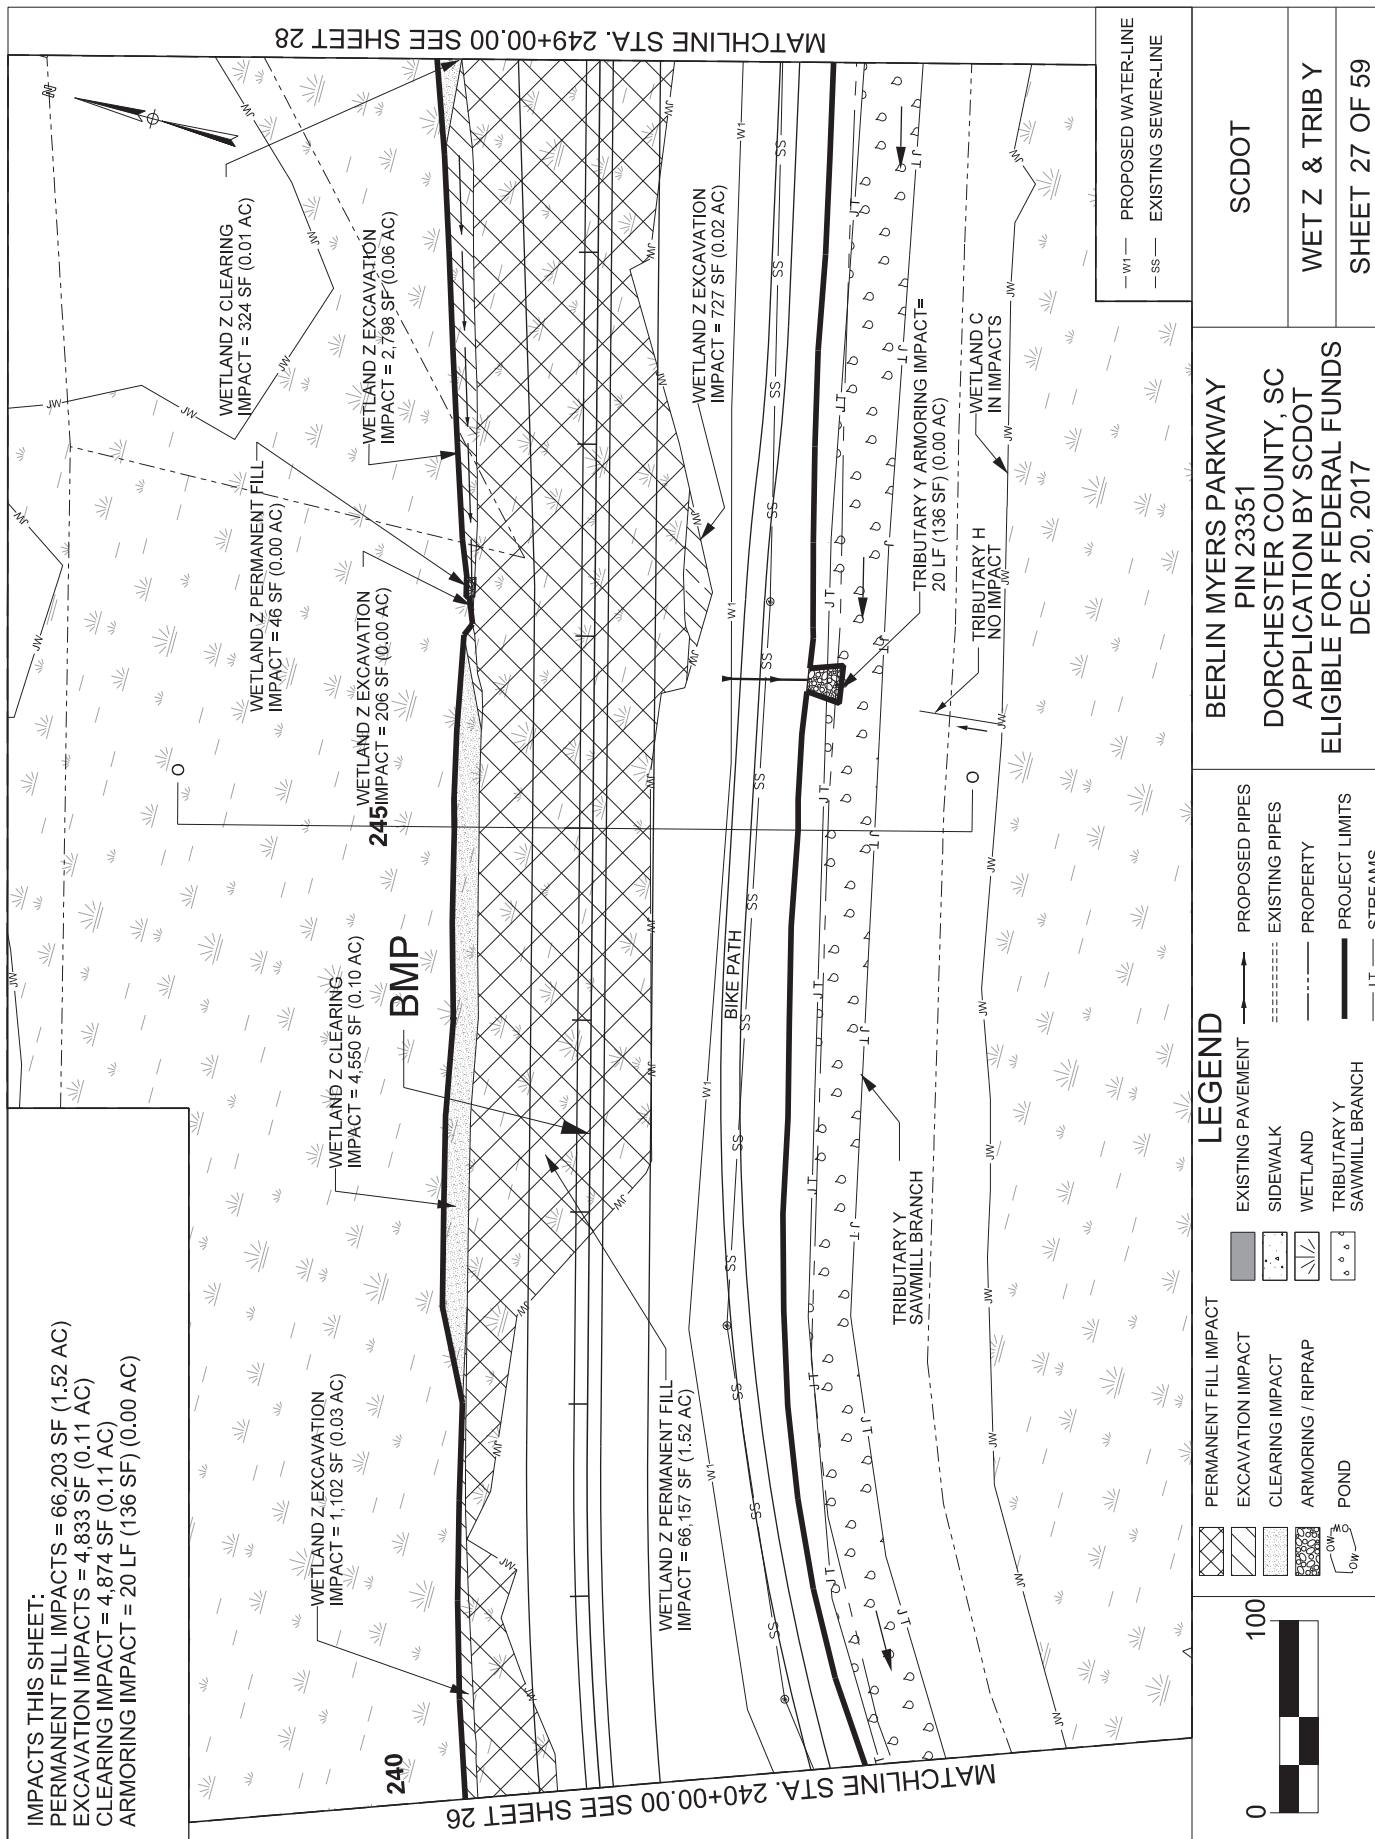 IMPACTS THIS SHEET:
PERMANENT FILL IMPACTS = 66,203 SF (1.52 AC)
EXCAVATION IMPACTS = 4,833 SF (0.11 AC)
CLEARING IMPACT = 4,874 SF (0.11 AC)
ARMORING IMPACT = 20 LF (136 SF) (0.00 AC)
MATCHLINE STA. 240+00.00 SEE SHEET 26
MATCHLINE STA. 249+00.00 SEE SHEET 28
240
245
N
WETLAND Z EXCAVATION
IMPACT = 1,102 SF (0.03 AC)
WETLAND Z CLEARING
IMPACT = 4,550 SF (0.10 AC)
BMP
WETLAND Z EXCAVATION
IMPACT = 206 SF (0.00 AC)
WETLAND Z PERMANENT FILL
IMPACT = 46 SF (0.00 AC)
WETLAND Z CLEARING
IMPACT = 324 SF (0.01 AC)
WETLAND Z EXCAVATION
IMPACT = 2,798 SF (0.06 AC)
WETLAND Z EXCAVATION
IMPACT = 727 SF (0.02 AC)
WETLAND Z PERMANENT FILL
IMPACT = 66,157 SF (1.52 AC)
BIKE PATH
TRIBUTARY Y
SAWMILL BRANCH
TRIBUTARY Y ARMORING IMPACT=
20 LF (136 SF) (0.00 AC)
TRIBUTARY H
NO IMPACT
WETLAND C
IN IMPACTS
O
O
W1 PROPOSED WATER-LINE
SS EXISTING SEWER-LINE
0 100
LEGEND
PERMANENT FILL IMPACT
EXCAVATION IMPACT
CLEARING IMPACT
ARMORING / RIPRAP
POND
EXISTING PAVEMENT
SIDEWALK
WETLAND
TRIBUTARY Y
SAWMILL BRANCH
PROPOSED PIPES
EXISTING PIPES
PROPERTY
PROJECT LIMITS
STREAMS
BERLIN MYERS PARKWAY
PIN 23351
DORCHESTER COUNTY, SC
APPLICATION BY SCDOT
ELIGIBLE FOR FEDERAL FUNDS
DEC. 20, 2017
SCDOT
WET Z & TRIB Y
SHEET 27 OF 59